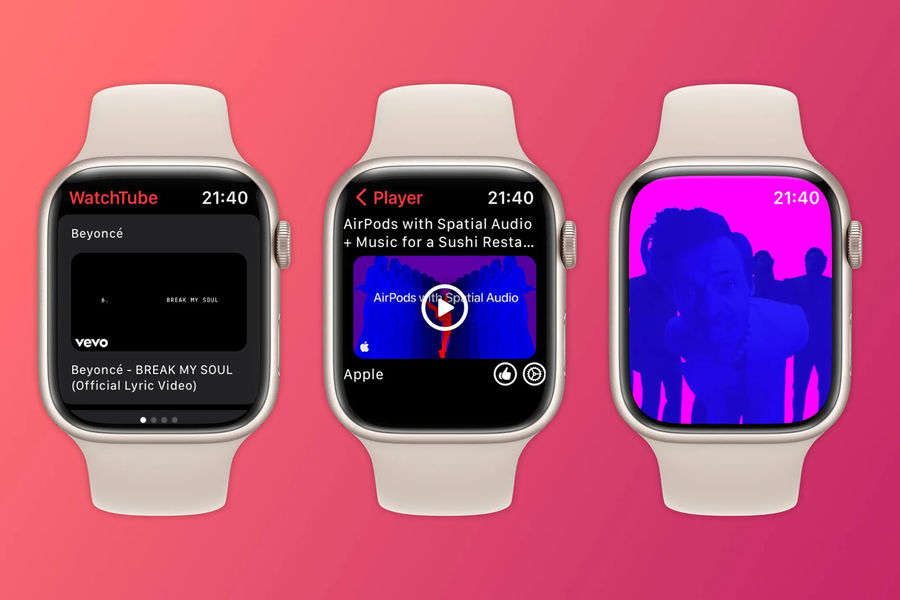 WatchTube 21:40
Beyoncé
6. BREAK MY SOUL
vevo
Beyoncé - BREAK MY SOUL
(Official Lyric Video)
Player 21:40
AirPods with Spatial Audio
+ Music for a Sushi Resta...
AirPods with Spatial Audio
Apple
21:40